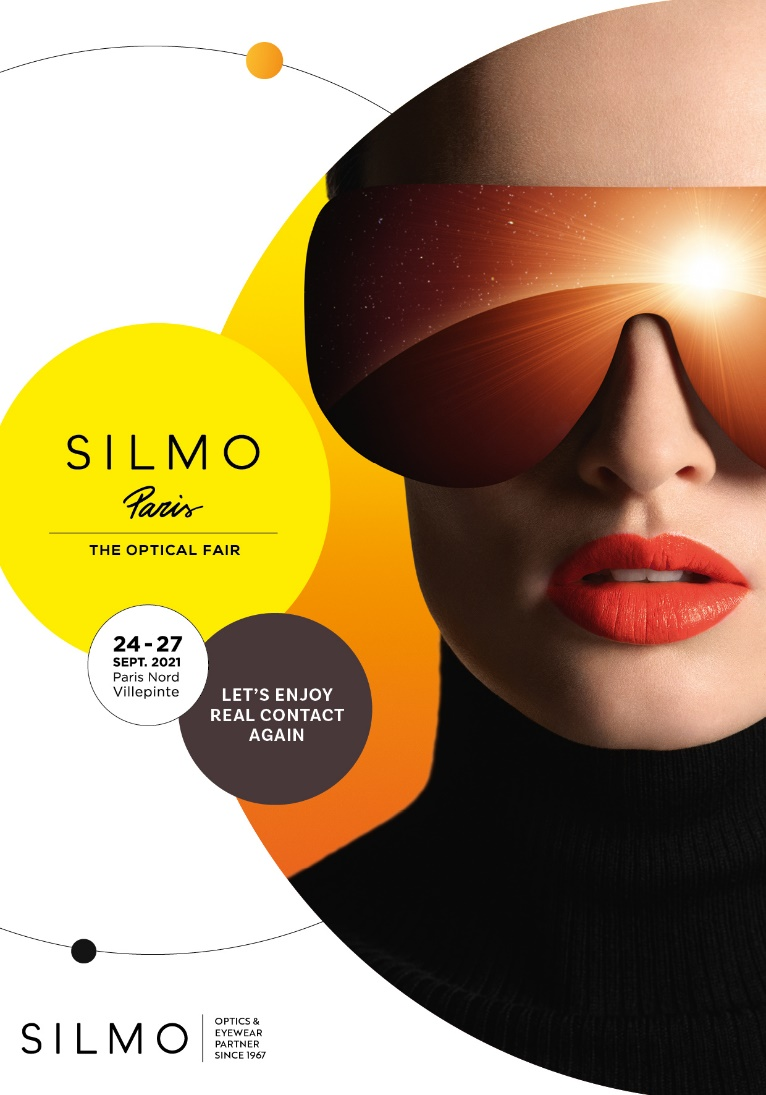 SILMO
Paris
THE OPTICAL FAIR
24-27
SEPT. 2021
Paris Nord
Villepinte
LET'S ENJOY
REAL CONTACT
AGAIN
SILMO
OPTICS &
EYEWEAR
PARTNER
SINCE 1967